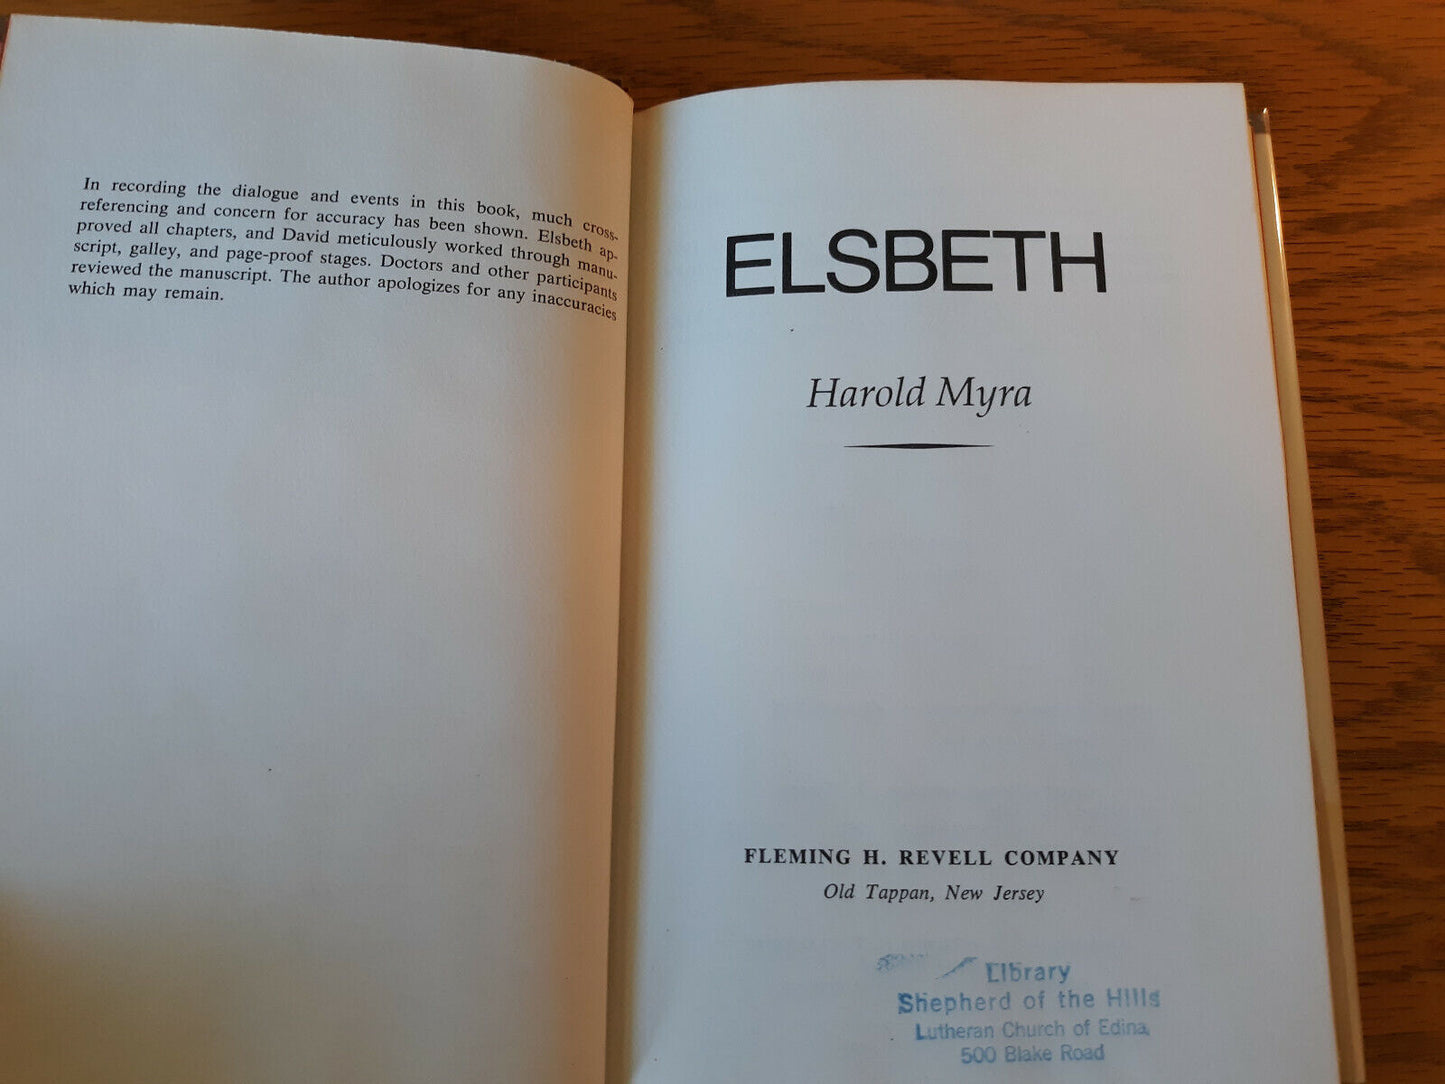 In recording the dialogue and events in this book, much cross-
referencing and concern for accuracy has been shown. Elsbeth ap-
proved all chapters, and David meticulously worked through manu-
script, galley, and page-proof stages. Doctors and other participants
reviewed the manuscript. The author apologizes for any inaccuracies
which may remain.
ELSBETH
Harold Myra
FLEMING H. REVELL COMPANY
Old Tappan, New Jersey
Library
Shepherd of the Hills
Lutheran Church of Edina
500 Blake Road